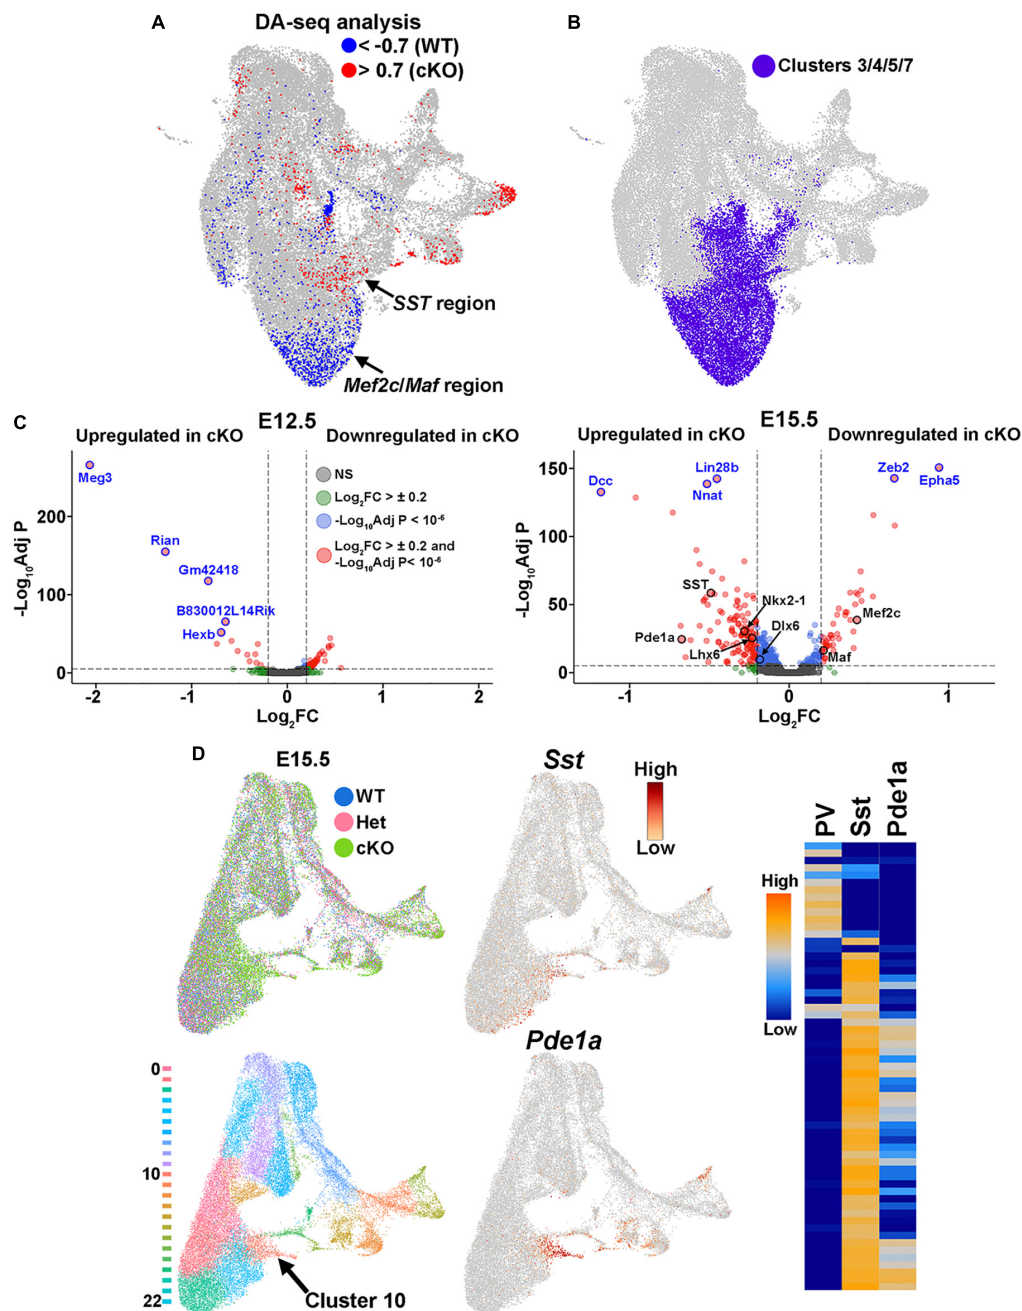 A
DA-seq analysis
< -0.7 (WT)
> 0.7 (cKO)
SST region
Mef2c/Maf region
B
Clusters 3/4/5/7
C
E12.5
Upregulated in cKO
Downregulated in cKO
Meg3
Rian
Gm42418
B830012L14Rik
Hexb
NS
Log2FC > ± 0.2
-Log10Adj P < 10-6
Log2FC > ± 0.2 and
-Log10Adj P< 10-6
-Log10Adj P
200
100
0
-2
-1
0
1
2
Log2FC
E15.5
Upregulated in cKO
Downregulated in cKO
Dcc
Lin28b
Nnat
Zeb2
Epha5
SST
Nkx2-1
Dlx6
Pde1a
Lhx6
Mef2c
Maf
-Log10Adj P
150
100
50
0
-1
0
1
Log2FC
D
E15.5
WT
Het
cKO
Sst
High
Low
Pde1a
0
10
22
Cluster 10
PV
Sst
Pde1a
High
Low